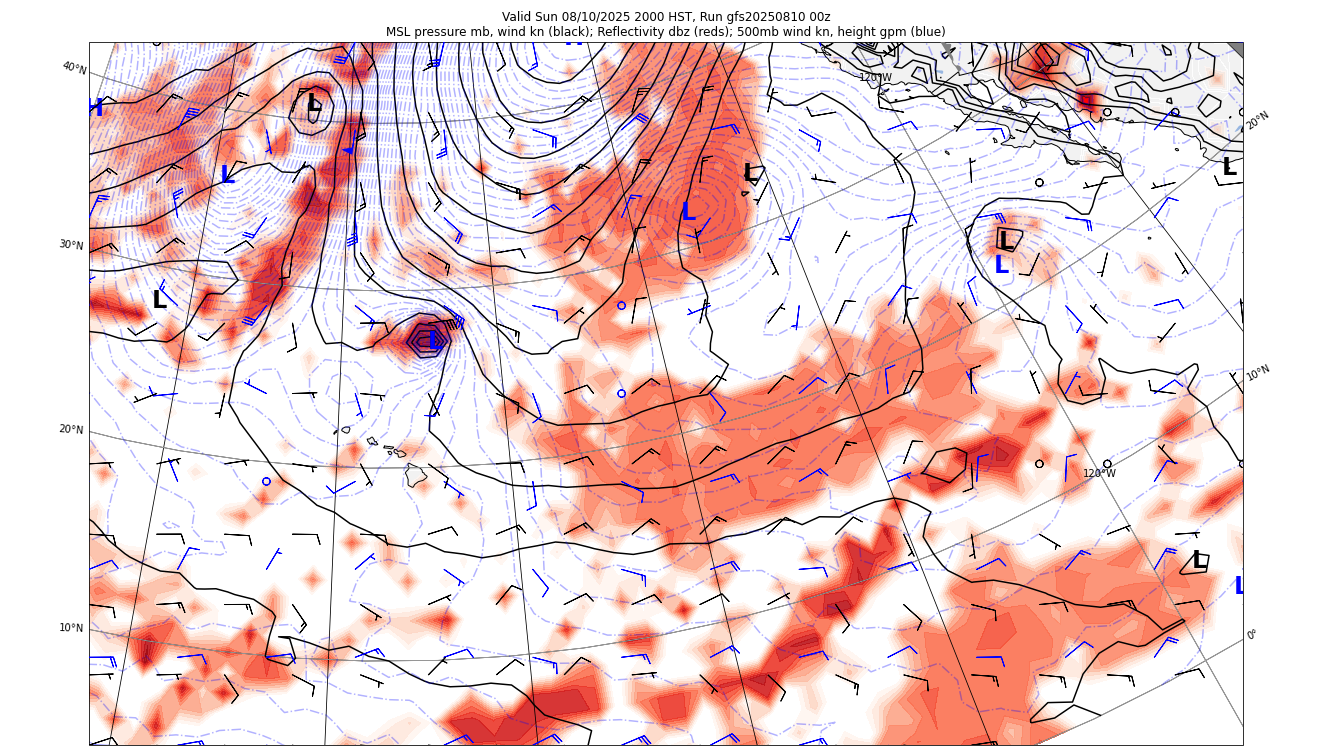 Valid Sun 08/10/2025 2000 HST, Run gfs20250810 00z
MSL pressure mb, wind kn (black); Reflectivity dbz (reds); 500mb wind kn, height gpm (blue)
H
40°N
120°W
L
H
20°N
L
L
L
L
L
30°N
L
L
L
L
10°N
20°N
120°W
L
L
10°N
0°